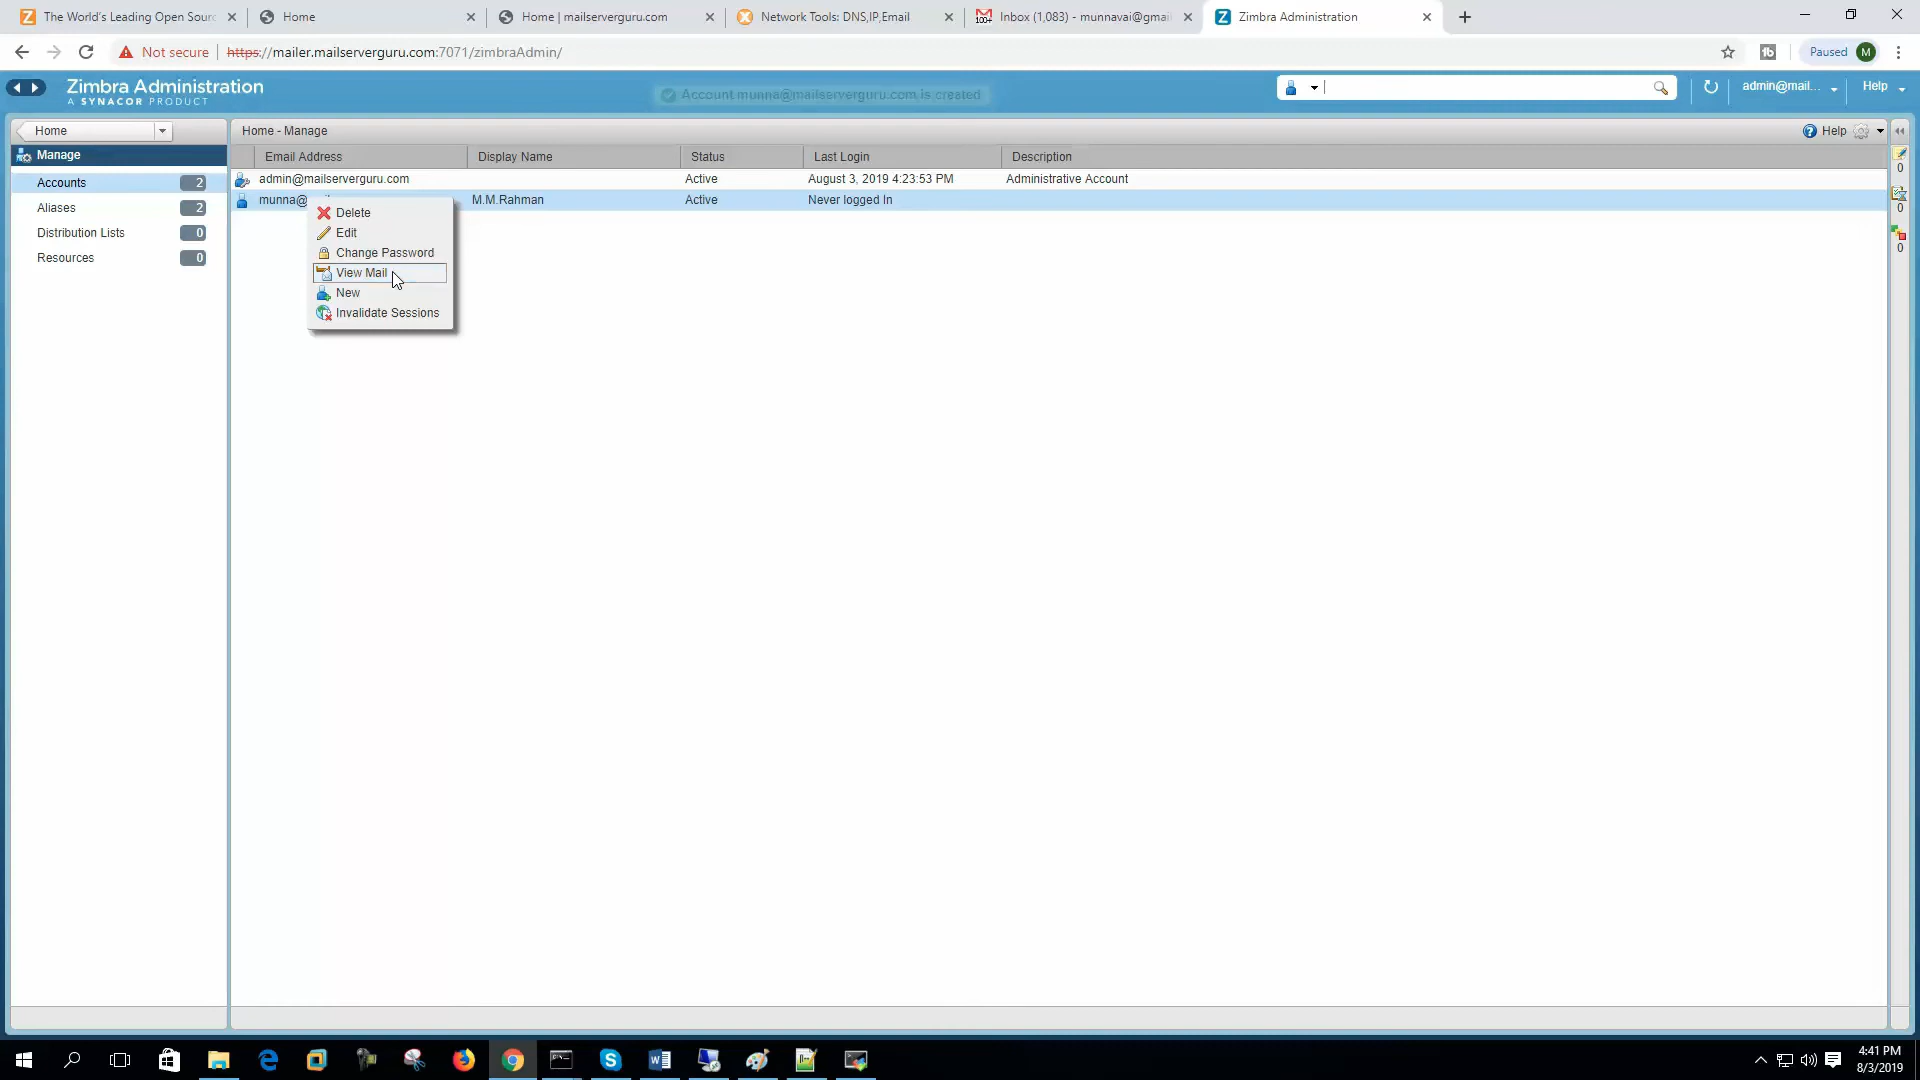 The World's Leading Open Sourc
Home
Home | mailserverguru.com
Network Tools: DNS,IP,Email
100+
Inbox (1,083) - munnavai@gmai
Zimbra Administration
Not secure
https://mailer.mailserverguru.com:7071/zimbraAdmin/
Paused
M
Zimbra Administration
A SYNACOR PRODUCT
Account munna@mailserverguru.com is created
admin@mail...
Help
Home
Home - Manage
Help
Manage
Email Address
Display Name
Status
Last Login
Description
Accounts
2
admin@mailserverguru.com
Active
August 3, 2019 4:23:53 PM
Administrative Account
0
munna@
M.M.Rahman
Active
Never logged In
Aliases
2
0
Distribution Lists
0
0
Resources
0
Delete
Edit
Change Password
View Mail
New
Invalidate Sessions
4:41 PM
8/3/2019